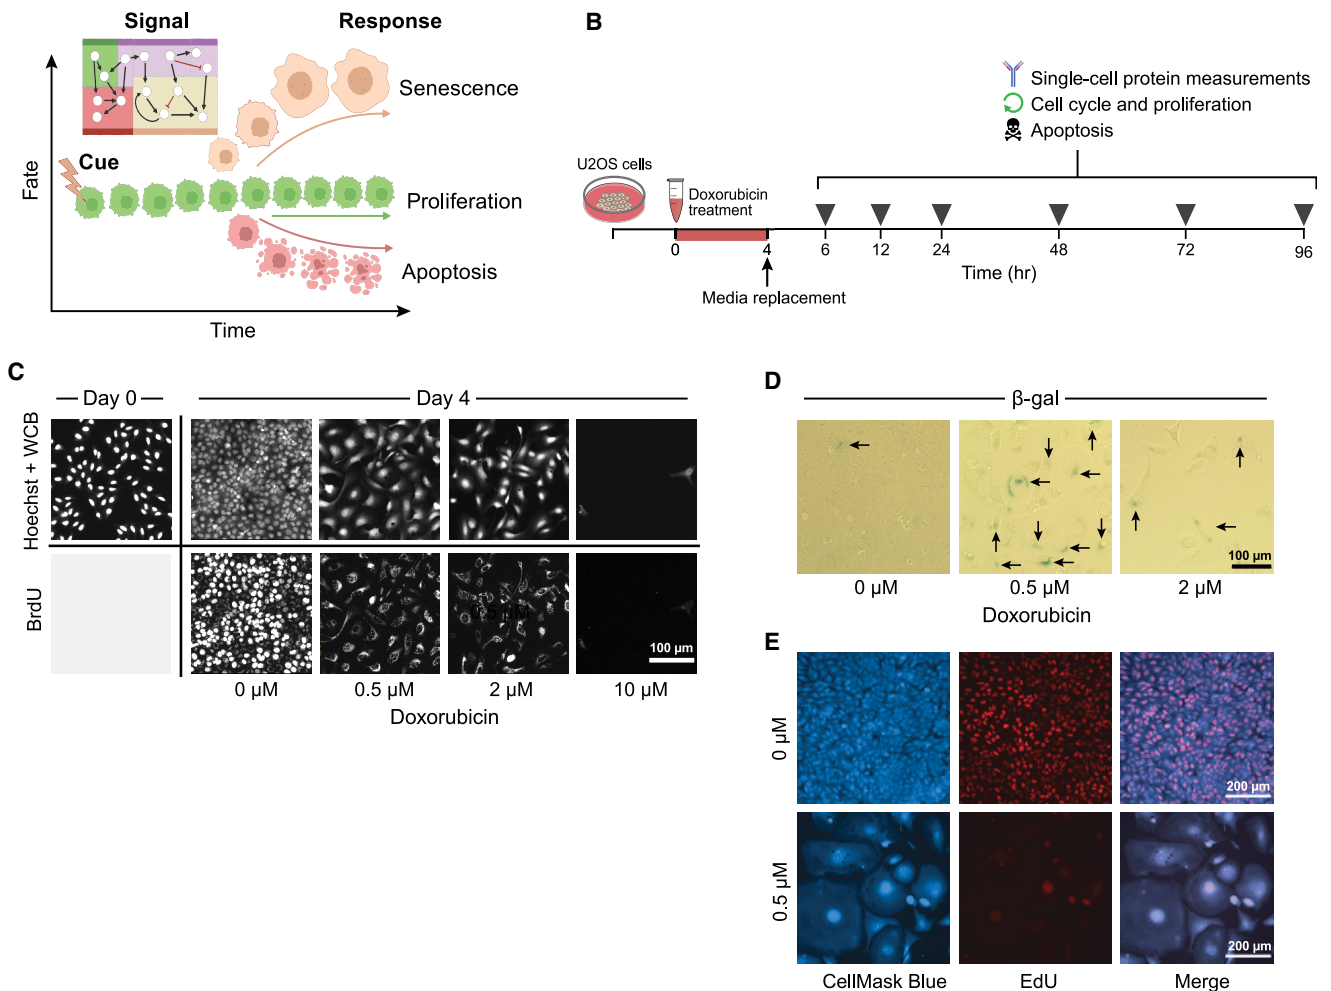 Signal
Response
Senescence
Cue
Proliferation
Apoptosis
Fate
Time
B
Single-cell protein measurements
Cell cycle and proliferation
Apoptosis
U2OS cells
Doxorubicin
treatment
0
4
6
12
24
48
72
96
Time (hr)
Media replacement
C
Day 0
Day 4
Hoechst + WCB
BrdU
0.5 µM
100 µm
0 µM
0.5 µM
2 µM
10 µM
Doxorubicin
D
β-gal
100 µm
0 µM
0.5 µM
2 µM
Doxorubicin
E
0 µM
200 µm
0.5 µM
200 µm
CellMask Blue
EdU
Merge